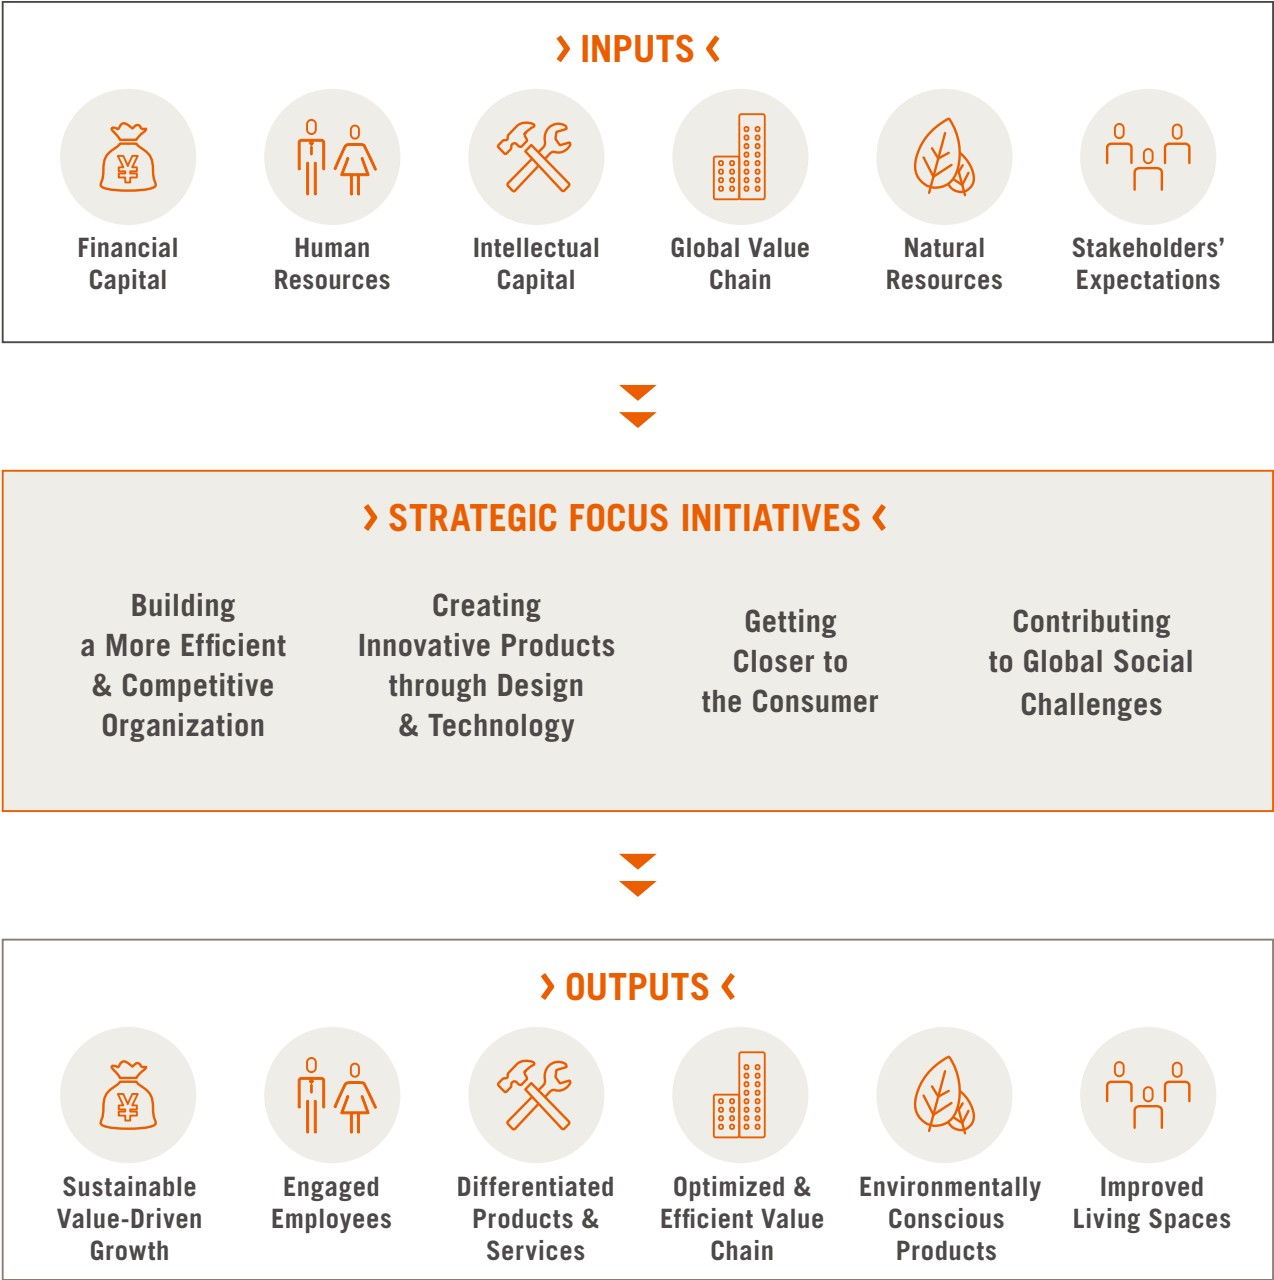 › INPUTS ‹
¥
Financial
Capital
Human
Resources
Intellectual
Capital
Global Value
Chain
Natural
Resources
Stakeholders’
Expectations
› STRATEGIC FOCUS INITIATIVES ‹
Building
a More Efficient
& Competitive
Organization
Creating
Innovative Products
through Design
& Technology
Getting
Closer to
the Consumer
Contributing
to Global Social
Challenges
› OUTPUTS ‹
¥
Sustainable
Value-Driven
Growth
Engaged
Employees
Differentiated
Products &
Services
Optimized &
Efficient Value
Chain
Environmentally
Conscious
Products
Improved
Living Spaces